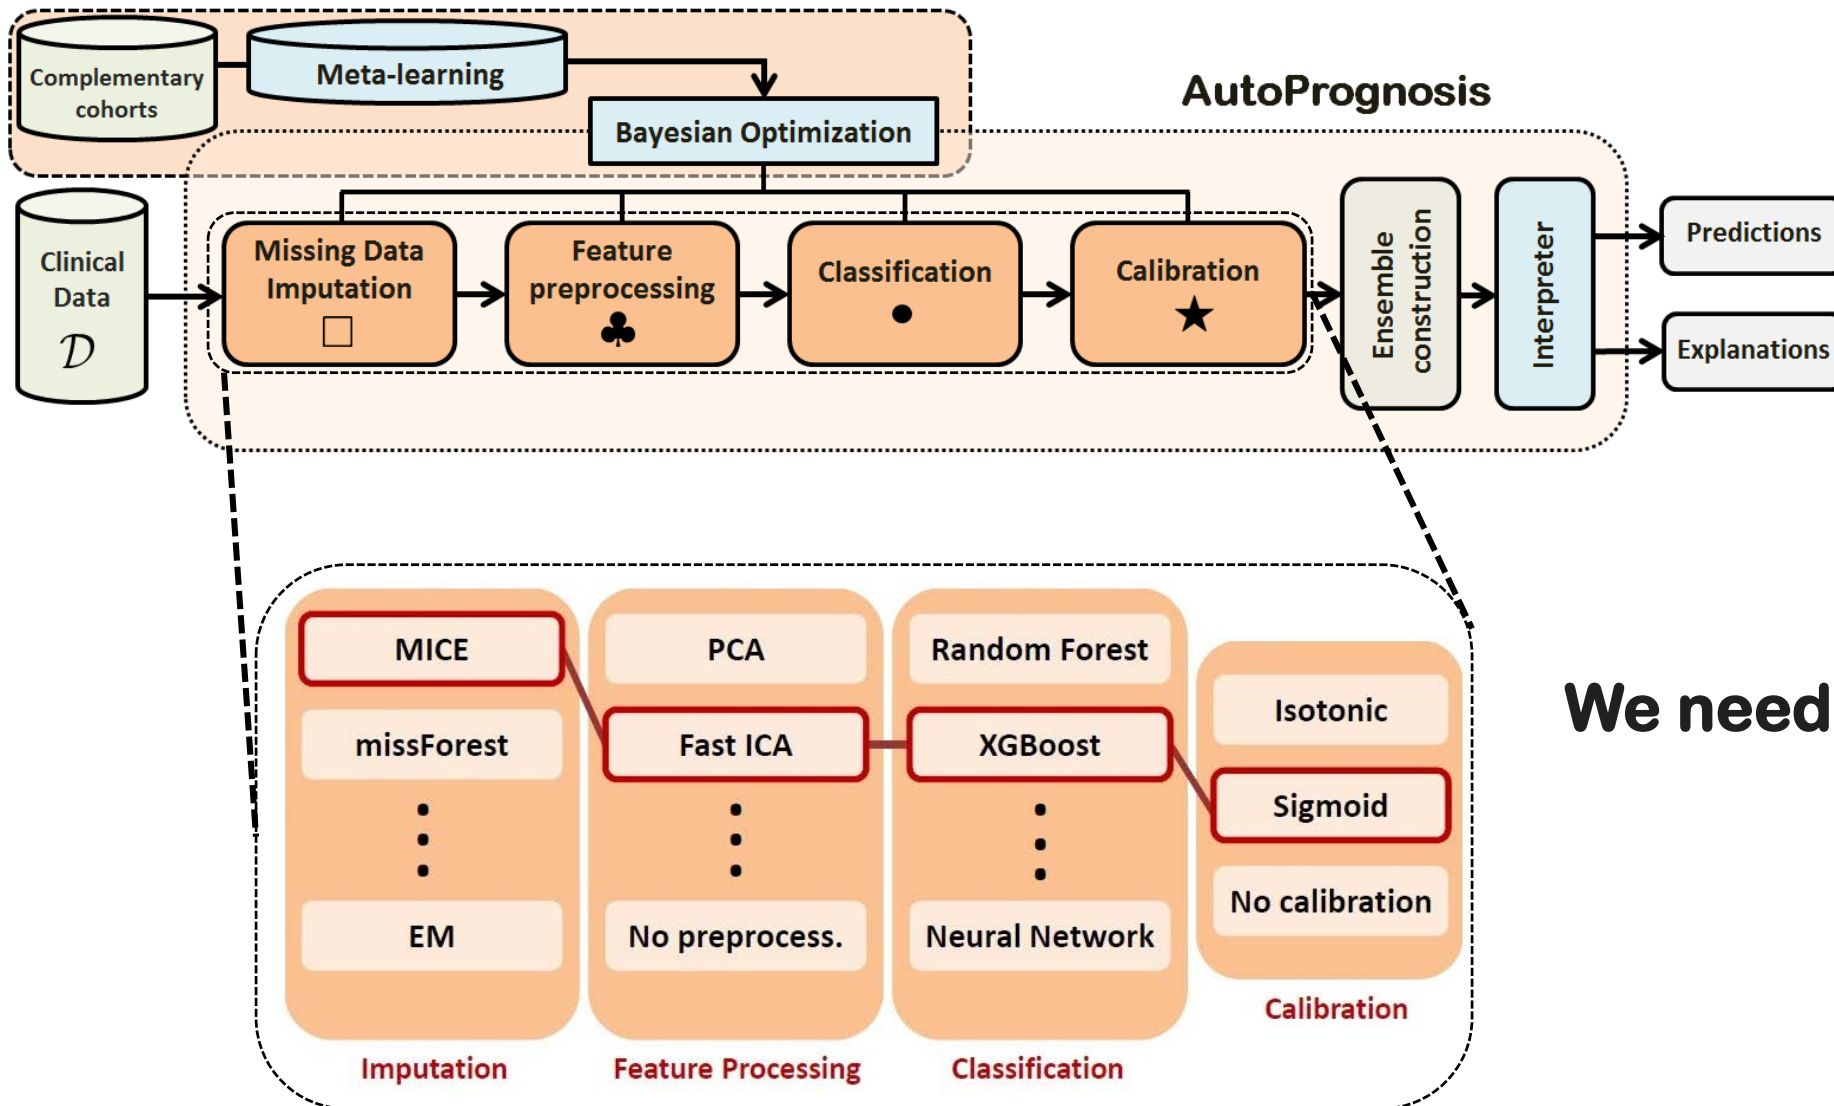 Complementary
cohorts
Meta-learning
Bayesian Optimization
AutoPrognosis
Clinical
Data
𝒟
Missing Data
Imputation
□
Feature
preprocessing
♣
Classification
●
Calibration
★
Ensemble
construction
Interpreter
Predictions
Explanations
MICE
missForest
EM
Imputation
PCA
Fast ICA
No preprocess.
Feature Processing
Random Forest
XGBoost
Neural Network
Classification
Isotonic
Sigmoid
No calibration
Calibration
We need